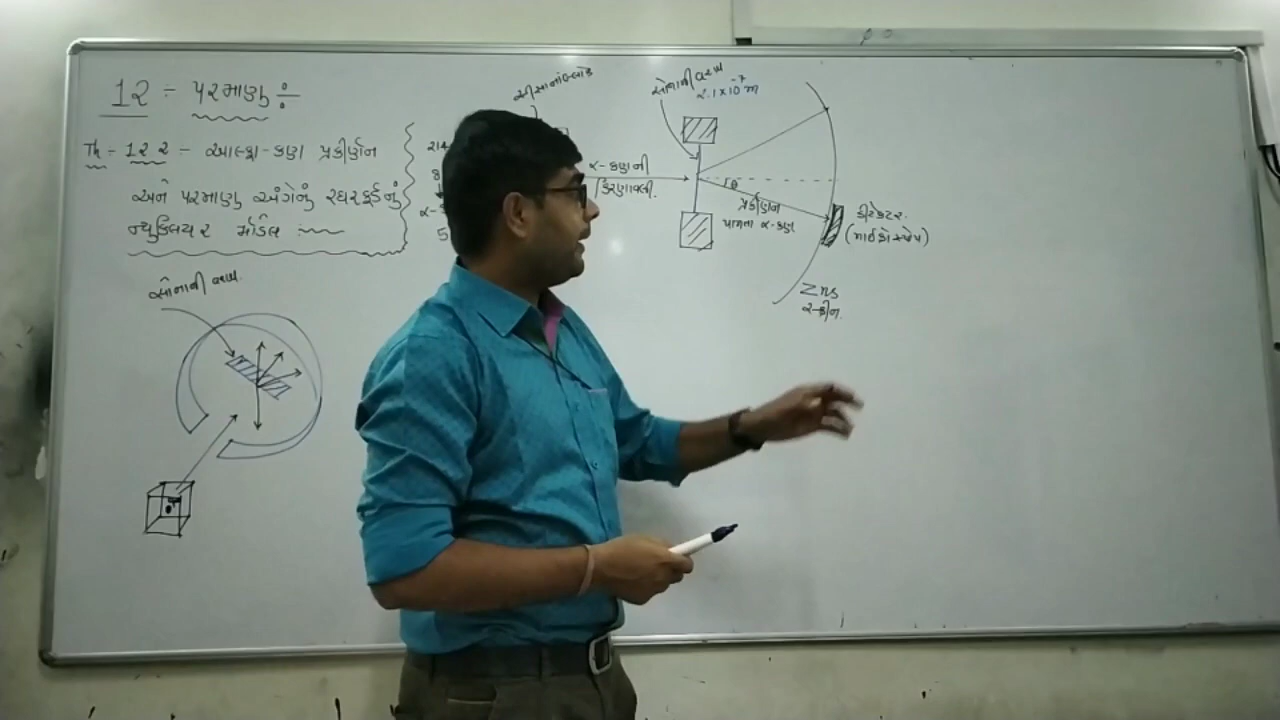 12 ÷ પરમાણુ ÷
Th - 12.2 - આલ્ફા-કણ પ્રકીર્ણન
અને પરમાણુ અંગેનું રધરફર્ડનું
ન્યુક્લિયર મોડેલ
સોનાની વરખ
214
સોનાની વરખ
2.1 x 10⁻⁷ m
α - કણની
કિરણાવલી.
θ
પ્રકીર્ણન
પામતા α-કણ
ડીટેક્ટર.
(માઈક્રોસ્કોપ)
Zns
સ્ક્રીન.